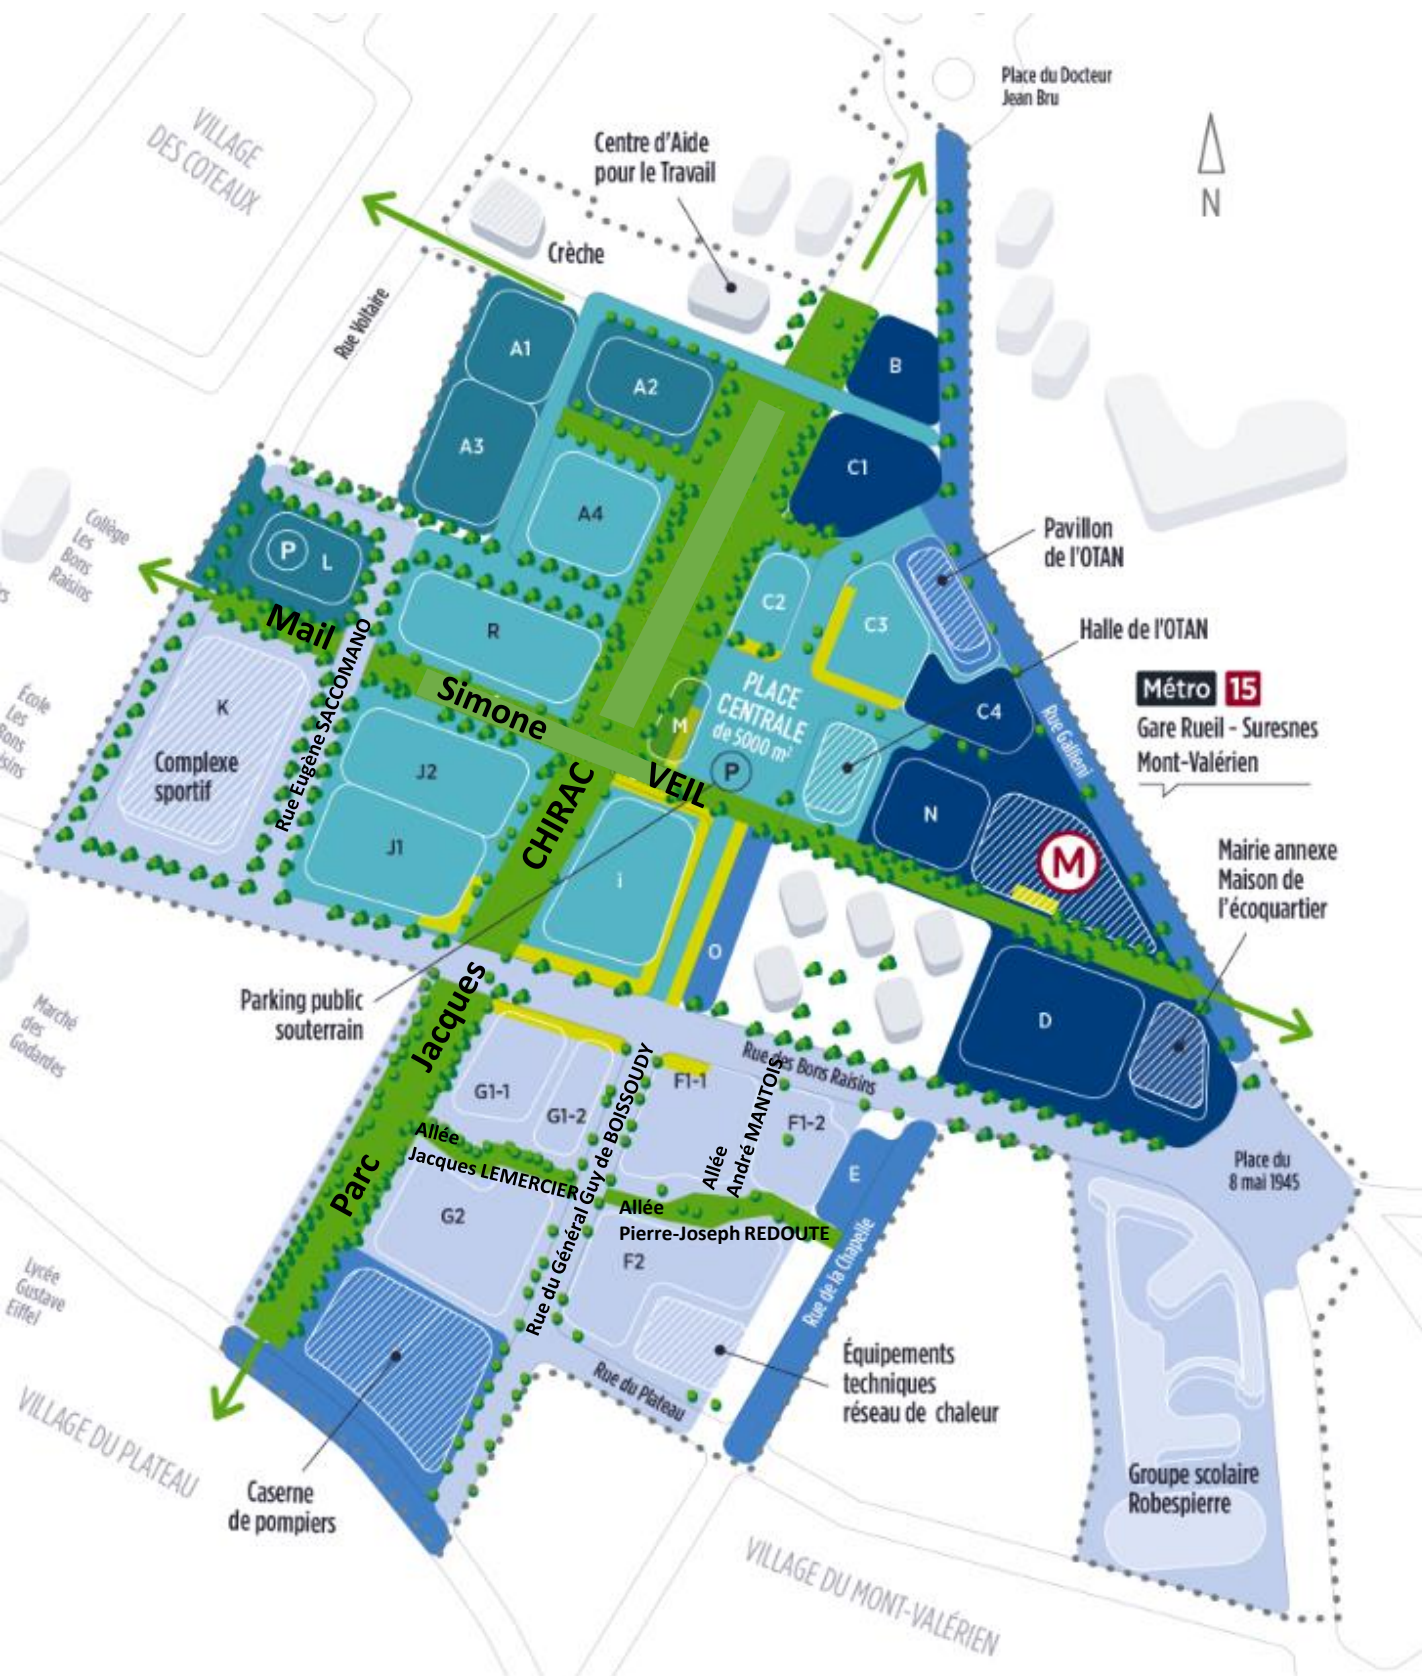 Place du Docteur
Jean Bru
VILLAGE
DES COTEAUX
Centre d'Aide
pour le Travail
N
Crèche
Rue Voltaire
A1
A2
B
A3
C1
A4
Collège
Les
Bons
Raisins
Pavillon
de l'OTAN
P
L
C2
C3
R
Halle de l'OTAN
Mail
Simone
VEIL
Rue Eugène SACCOMANO
École
Les
Bons
Raisins
K
Complexe
sportif
PLACE
CENTRALE
de 5000 m²
P
M
C4
Rue Gallieni
Métro 15
Gare Rueil - Suresnes
Mont-Valérien
J2
J1
N
M
i
CHIRAC
Mairie annexe
Maison de
l'écoquartier
O
D
Parking public
souterrain
Jacques
Parc
Marché
des
Godardes
Rue des Bons Raisins
G1-1
G1-2
F1-1
F1-2
Rue du Général Guy de BOISSOUDY
Allée
André MANTOIS
Allée
Jacques LEMERCIER
E
Place du
8 mai 1945
G2
Allée
Pierre-Joseph REDOUTE
F2
Rue de la Chapelle
Lycée
Gustave
Eiffel
Équipements
techniques
réseau de chaleur
Rue du Plateau
VILLAGE DU PLATEAU
Caserne
de pompiers
Groupe scolaire
Robespierre
VILLAGE DU MONT-VALÉRIEN